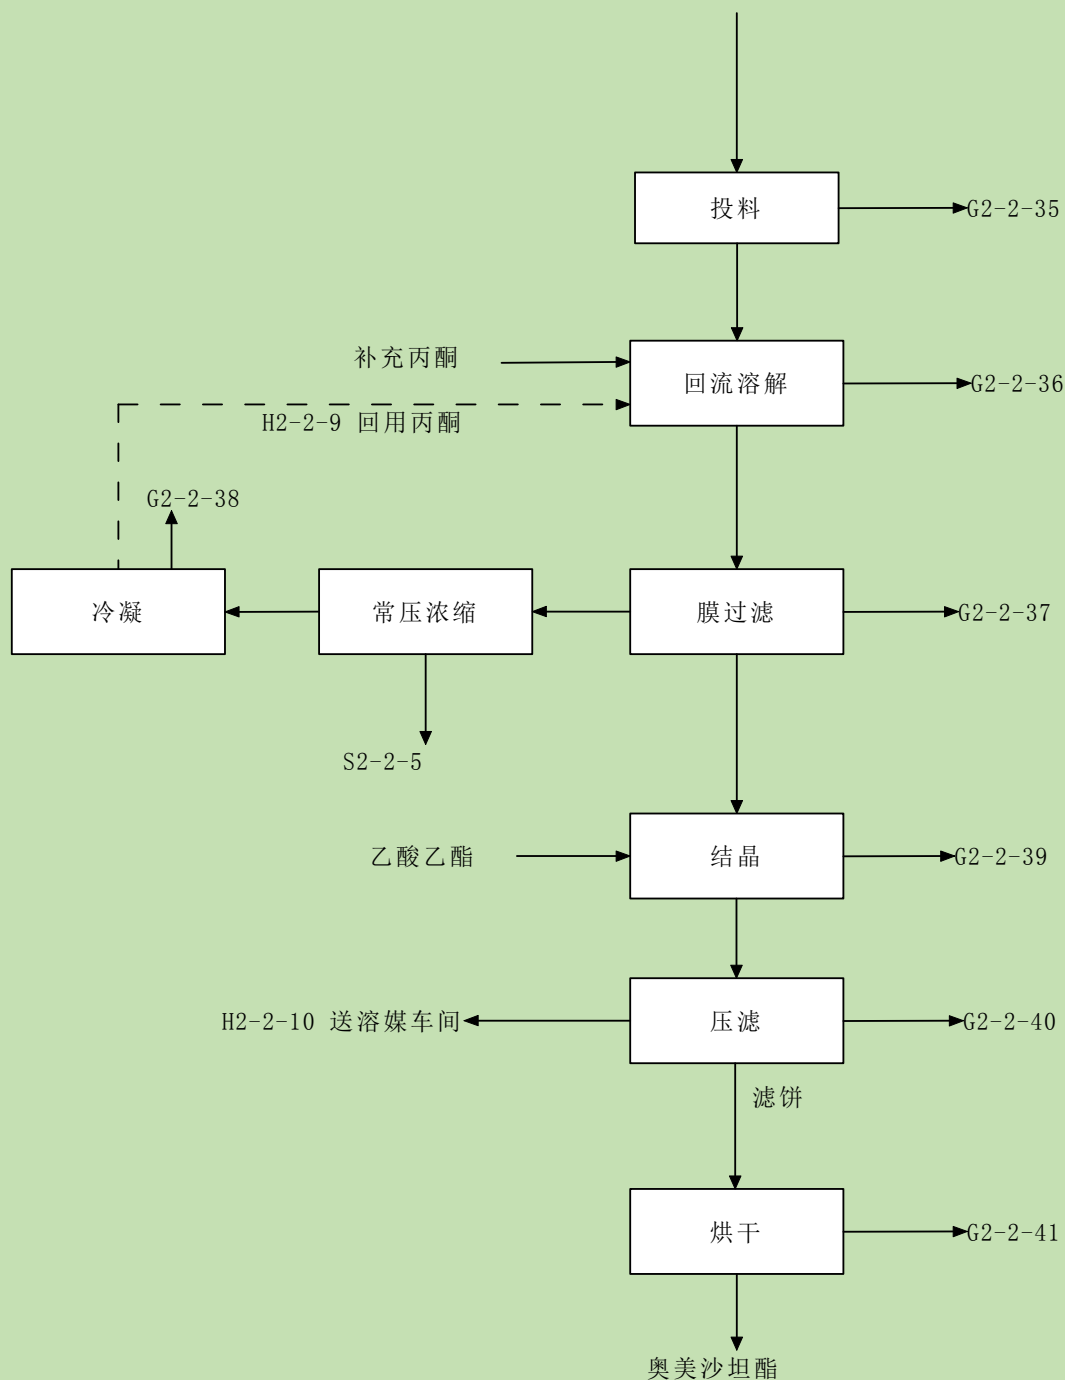 投料
G2-2-35
补充丙酮
回流溶解
G2-2-36
H2-2-9 回用丙酮
G2-2-38
冷凝
常压浓缩
膜过滤
G2-2-37
S2-2-5
乙酸乙酯
结晶
G2-2-39
H2-2-10 送溶媒车间
压滤
G2-2-40
滤饼
烘干
G2-2-41
奥美沙坦酯